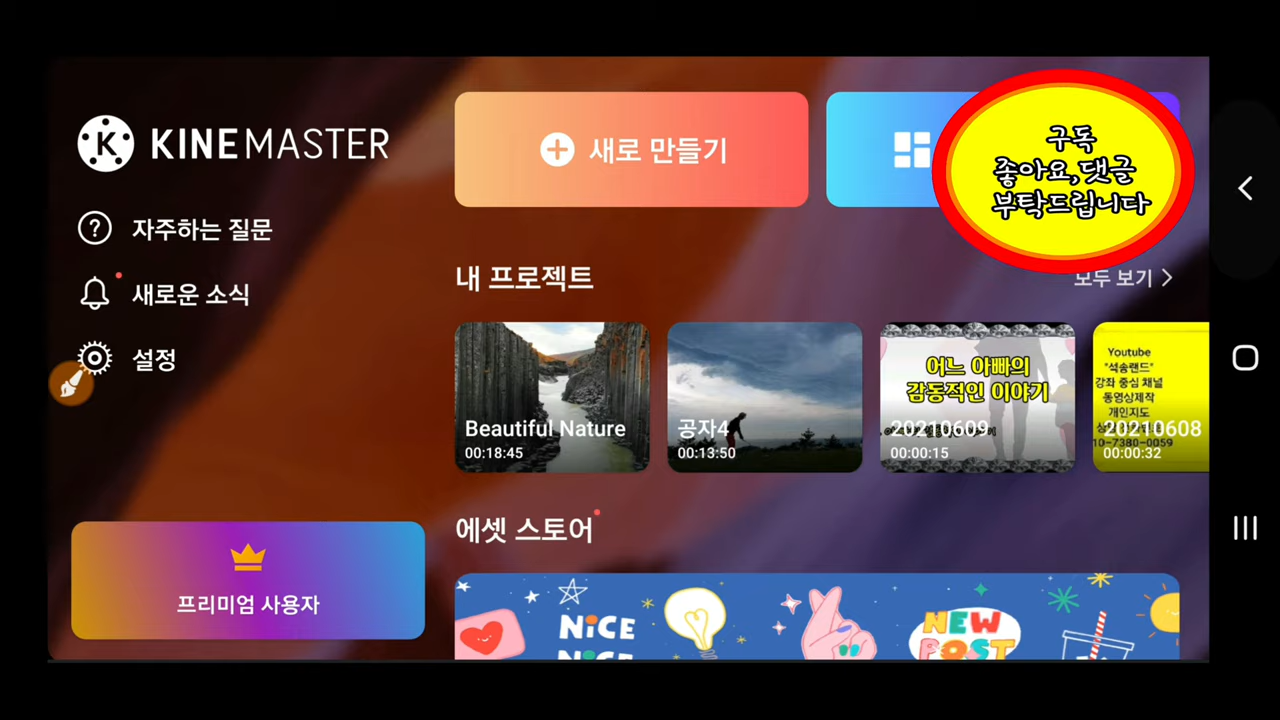 KINEMASTER
자주하는 질문
새로운 소식
설정
프리미엄 사용자
새로 만들기
구독
좋아요,댓글
부탁드립니다
내 프로젝트
모두 보기
Beautiful Nature
00:18:45
공자4
00:13:50
어느 아빠의
감동적인 이야기
20210609
00:00:15
Youtube
"석송랜드"
강좌 중심 채널
동영상제작
개인지도
10-7380-0059
20210608
00:00:32
에셋 스토어
NiCE
NiCE
NEW
POST